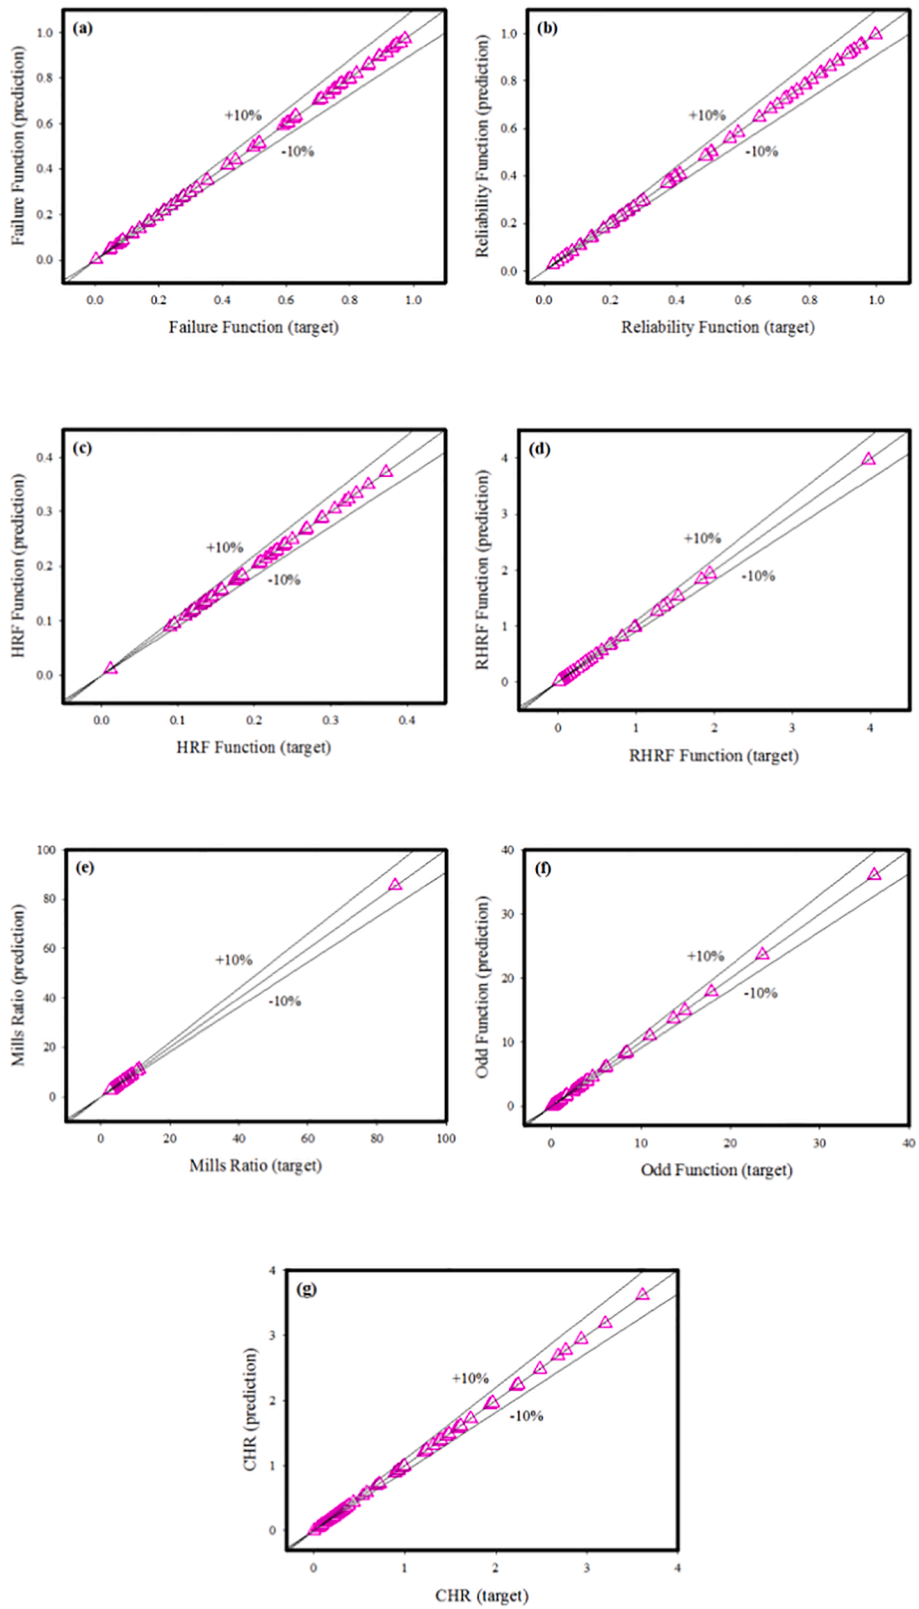 (a)
Failure Function (prediction)
1.0
0.8
0.6
0.4
0.2
0.0
+10%
-10%
0.0 0.2 0.4 0.6 0.8 1.0
Failure Function (target)
(b)
Reliability Function (prediction)
1.0
0.8
0.6
0.4
0.2
0.0
+10%
-10%
0.0 0.2 0.4 0.6 0.8 1.0
Reliability Function (target)
(c)
HRF Function (prediction)
0.4
0.3
0.2
0.1
0.0
+10%
-10%
0.0 0.1 0.2 0.3 0.4
HRF Function (target)
(d)
RHRF Function (prediction)
4
3
2
1
0
+10%
-10%
0 1 2 3 4
RHRF Function (target)
(e)
Mills Ratio (prediction)
100
80
60
40
20
0
+10%
-10%
0 20 40 60 80 100
Mills Ratio (target)
(f)
Odd Function (prediction)
40
30
20
10
0
+10%
-10%
0 10 20 30 40
Odd Function (target)
(g)
CHR (prediction)
4
3
2
1
0
+10%
-10%
0 1 2 3 4
CHR (target)